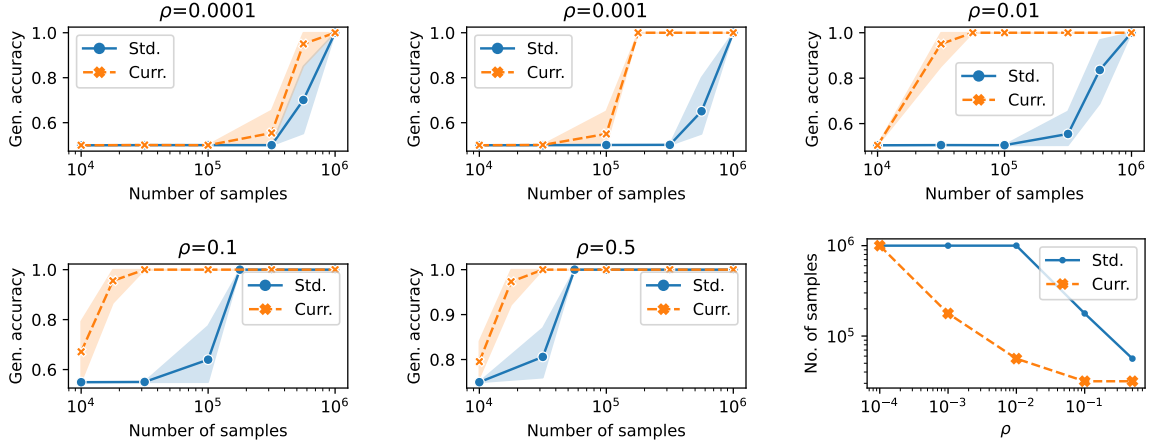 ρ=0.0001
Gen. accuracy
1.0
0.8
0.6
Std.
Curr.
10^4
10^5
10^6
Number of samples
ρ=0.001
Gen. accuracy
1.0
0.8
0.6
Std.
Curr.
10^4
10^5
10^6
Number of samples
ρ=0.01
Gen. accuracy
1.0
0.8
0.6
Std.
Curr.
10^4
10^5
10^6
Number of samples
ρ=0.1
Gen. accuracy
1.0
0.8
0.6
Std.
Curr.
10^4
10^5
10^6
Number of samples
ρ=0.5
Gen. accuracy
1.0
0.9
0.8
Std.
Curr.
10^4
10^5
10^6
Number of samples
No. of samples
10^6
10^5
Std.
Curr.
10^−4
10^−3
10^−2
10^−1
ρ